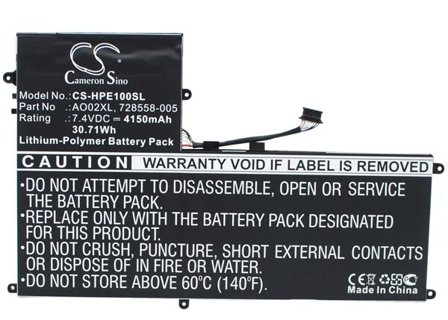 CS
Cameron Sino
Model No.: CS-HPE100SL
Part No.: AO02XL, 728558-005
Rating: 7.4VDC 4150mAh
30.71Wh
Lithium-Polymer Battery Pack
CAUTION WARRANTY VOID IF LABEL IS REMOVED
• DO NOT ATTEMPT TO DISASSEMBLE, OPEN OR SERVICE
THE BATTERY PACK.
• REPLACE ONLY WITH THE BATTERY PACK DESIGNATED
FOR THIS PRODUCT.
• DO NOT CRUSH, PUNCTURE, SHORT EXTERNAL CONTACTS
OR DISPOSE OF IN FIRE OR WATER.
• DO NOT STORE ABOVE 60°C (140°F).
Made in China